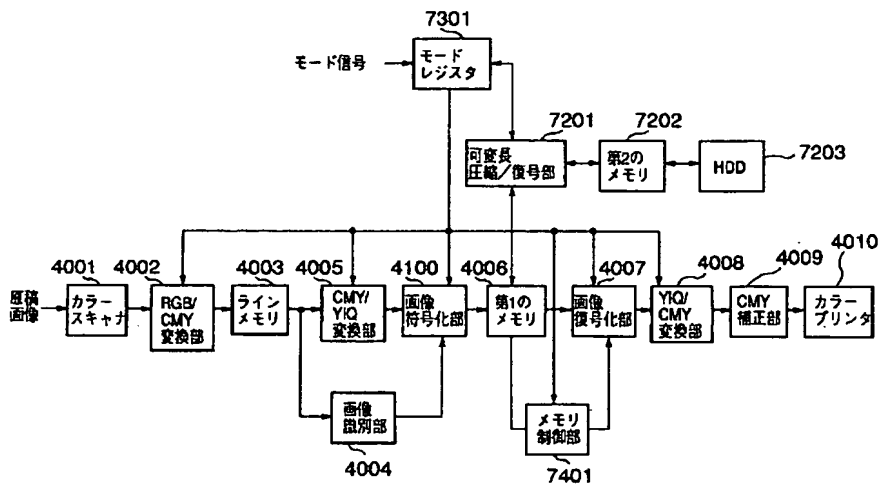 7301
モード信号
モード
レジスタ
7201
7202
7203
可変長
圧縮/復号部
第2の
メモリ
HDD
4001
4002
4003
4005
4100
4006
4007
4008
4009
4010
原稿
画像
カラー
スキャナ
RGB/
CMY
変換部
ライン
メモリ
CMY/
YIQ
変換部
画像
符号化部
第1の
メモリ
画像
復号化部
YIQ/
CMY
変換部
CMY
補正部
カラー
プリンタ
画像
識別部
メモリ
制御部
4004
7401